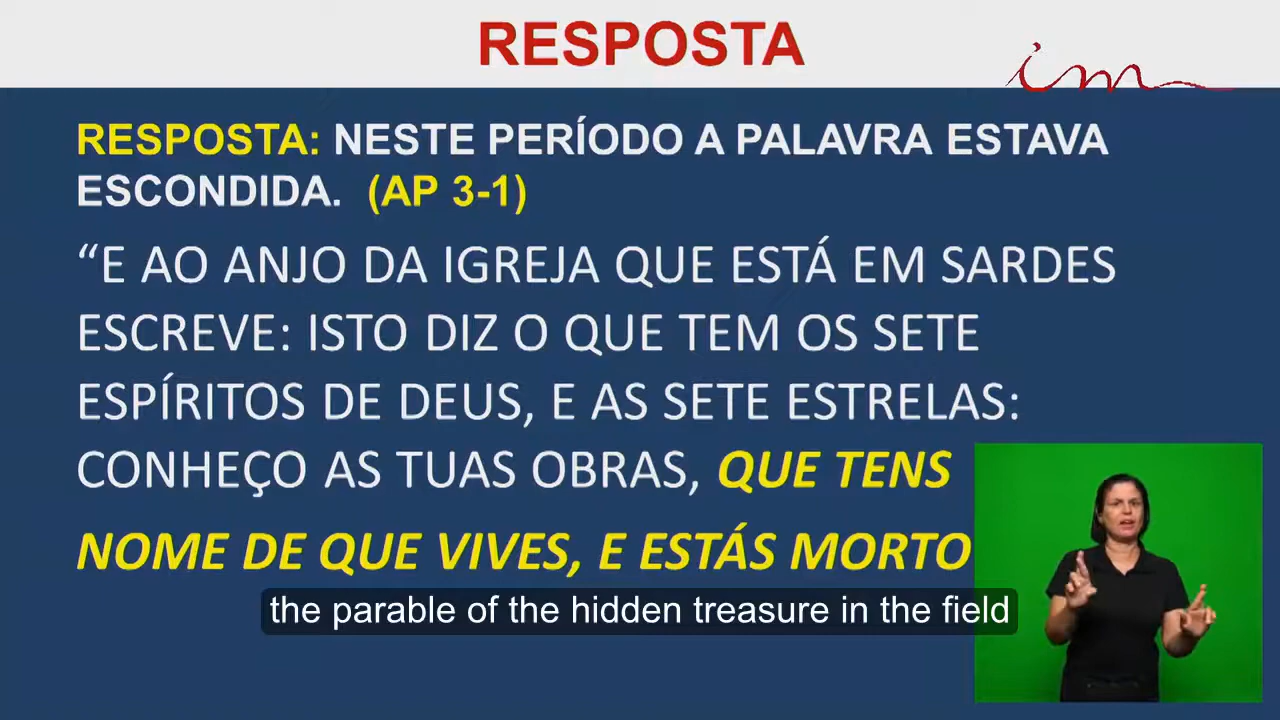 RESPOSTA
im
RESPOSTA: NESTE PERÍODO A PALAVRA ESTAVA
ESCONDIDA. (AP 3-1)
“E AO ANJO DA IGREJA QUE ESTÁ EM SARDES
ESCREVE: ISTO DIZ O QUE TEM OS SETE
ESPÍRITOS DE DEUS, E AS SETE ESTRELAS:
CONHEÇO AS TUAS OBRAS, QUE TENS
NOME DE QUE VIVES, E ESTÁS MORTO
the parable of the hidden treasure in the field